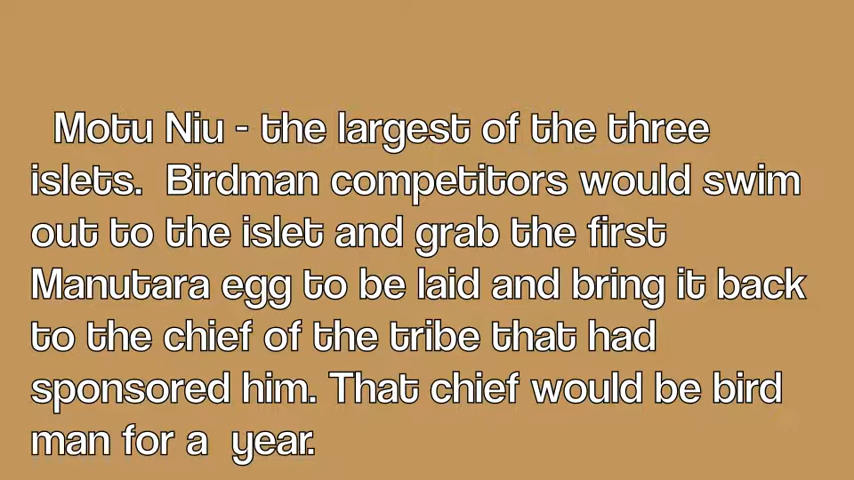 Motu Niu - the largest of the three
islets.  Birdman competitors would swim
out to the islet and grab the first
Manutara egg to be laid and bring it back
to the chief of the tribe that had
sponsored him. That chief would be bird
man for a  year.